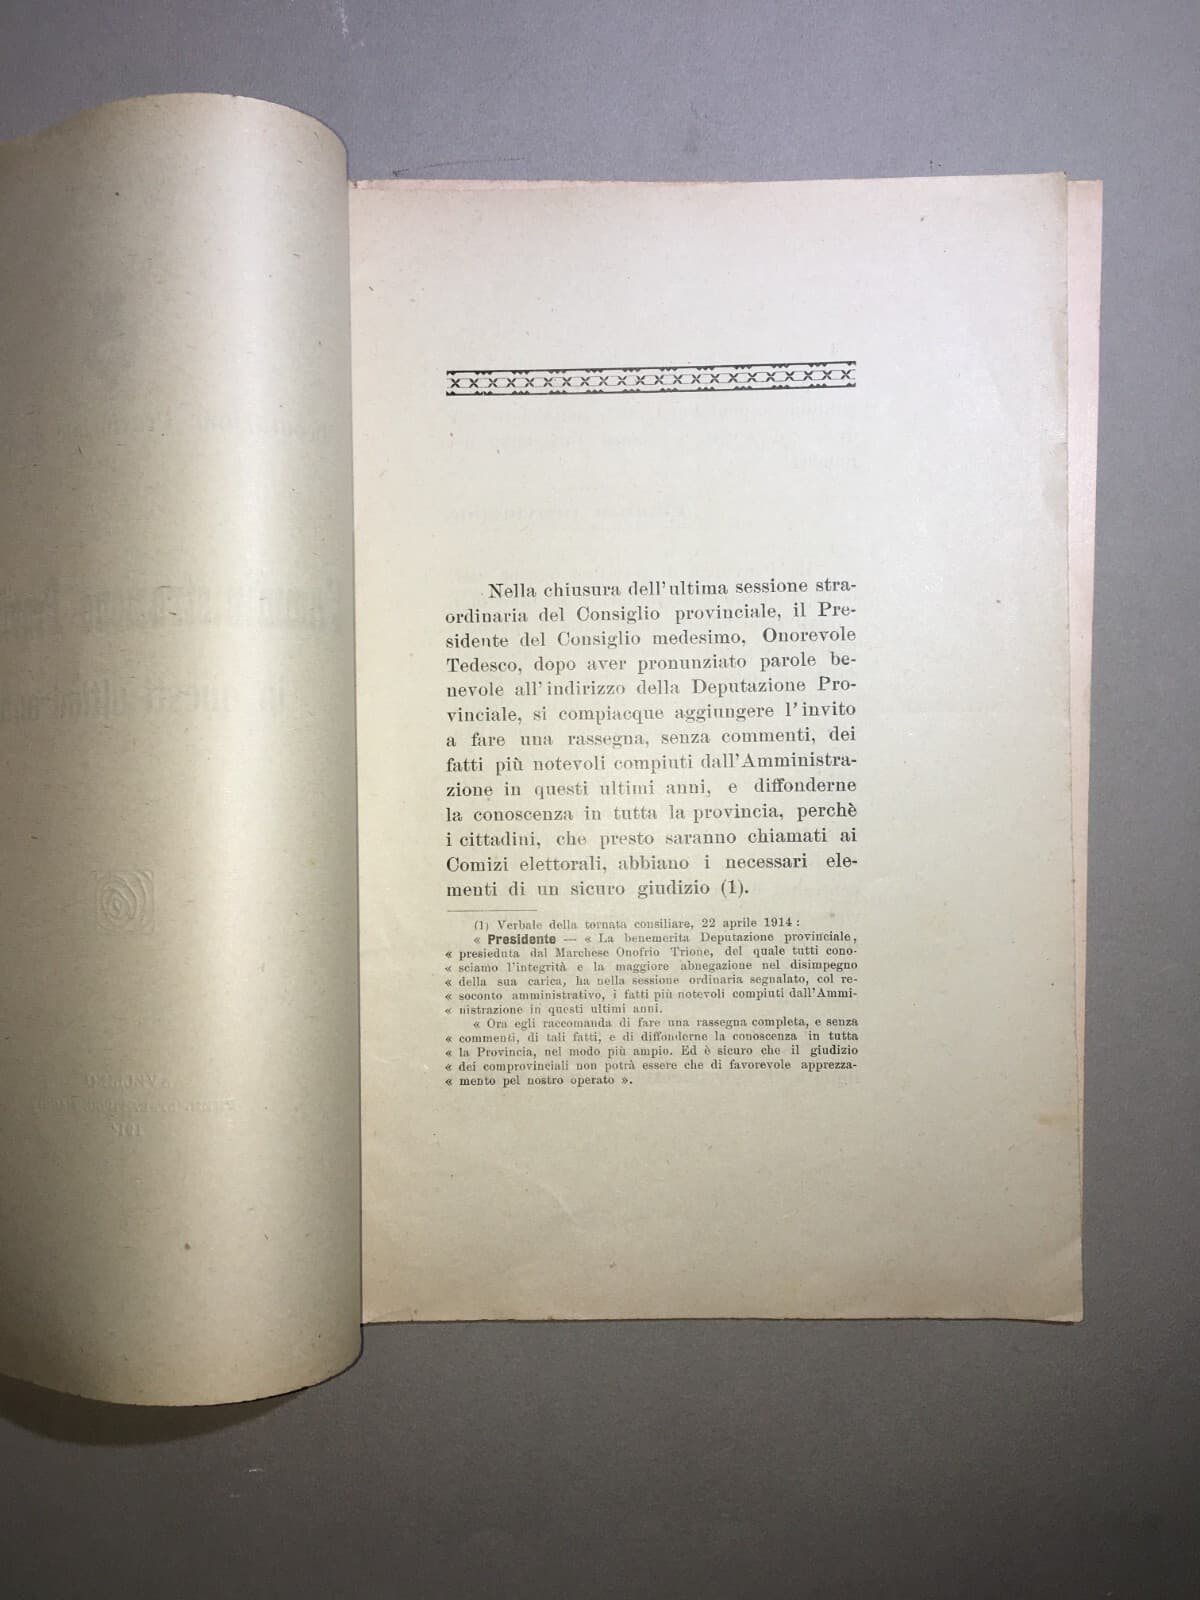 Nella chiusura dell'ultima sessione stra-
ordinaria del Consiglio provinciale, il Pre-
sidente del Consiglio medesimo, Onorevole
Tedesco, dopo aver pronunziato parole be-
nevole all'indirizzo della Deputazione Pro-
vinciale, si compiacque aggiungere l'invito
a fare una rassegna, senza commenti, dei
fatti più notevoli compiuti dall'Amministra-
zione in questi ultimi anni, e diffonderne
la conoscenza in tutta la provincia, perchè
i cittadini, che presto saranno chiamati ai
Comizi elettorali, abbiano i necessari ele-
menti di un sicuro giudizio (1).
(1) Verbale della tornata consiliare, 22 aprile 1914 :
« Presidente — « La benemerita Deputazione provinciale,
« presieduta dal Marchese Onofrio Trione, del quale tutti cono-
« sciamo l'integrità e la maggiore abnegazione nel disimpegno
« della sua carica, ha nella sessione ordinaria segnalato, col re-
« soconto amministrativo, i fatti più notevoli compiuti dall'Ammi-
« nistrazione in questi ultimi anni.
« Ora egli raccomanda di fare una rassegna completa, e senza
« commenti, di tali fatti, e di diffonderne la conoscenza in tutta
« la Provincia, nel modo più ampio. Ed è sicuro che il giudizio
« dei comprovinciali non potrà essere che di favorevole apprezza-
« mento pel nostro operato ».